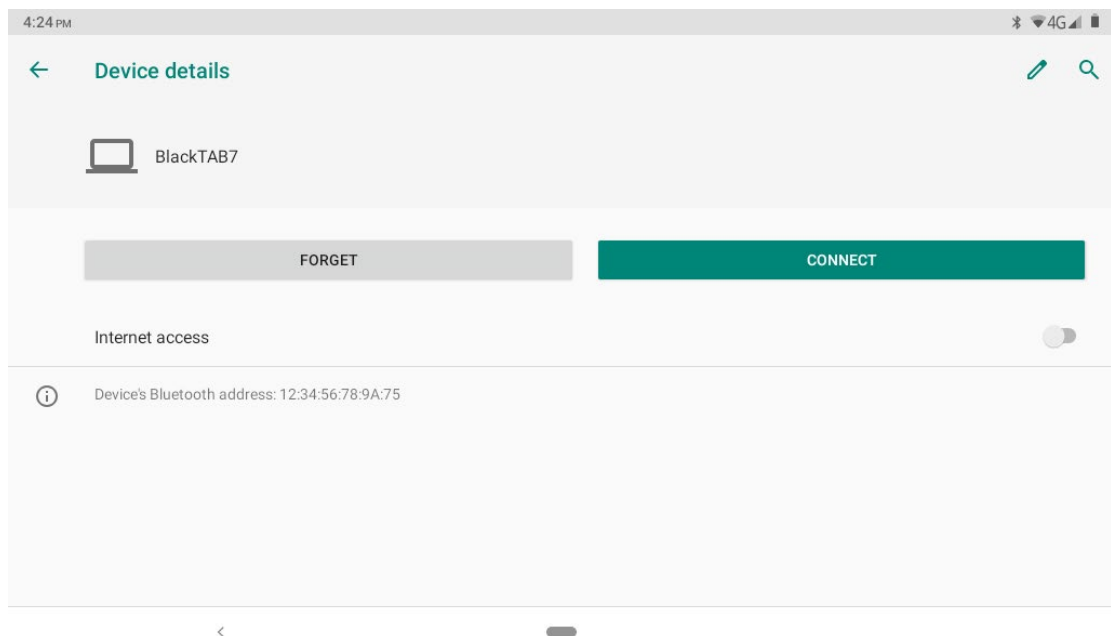 4:24 PM
4G
Device details
BlackTAB7
FORGET
CONNECT
Internet access
Device's Bluetooth address: 12:34:56:78:9A:75